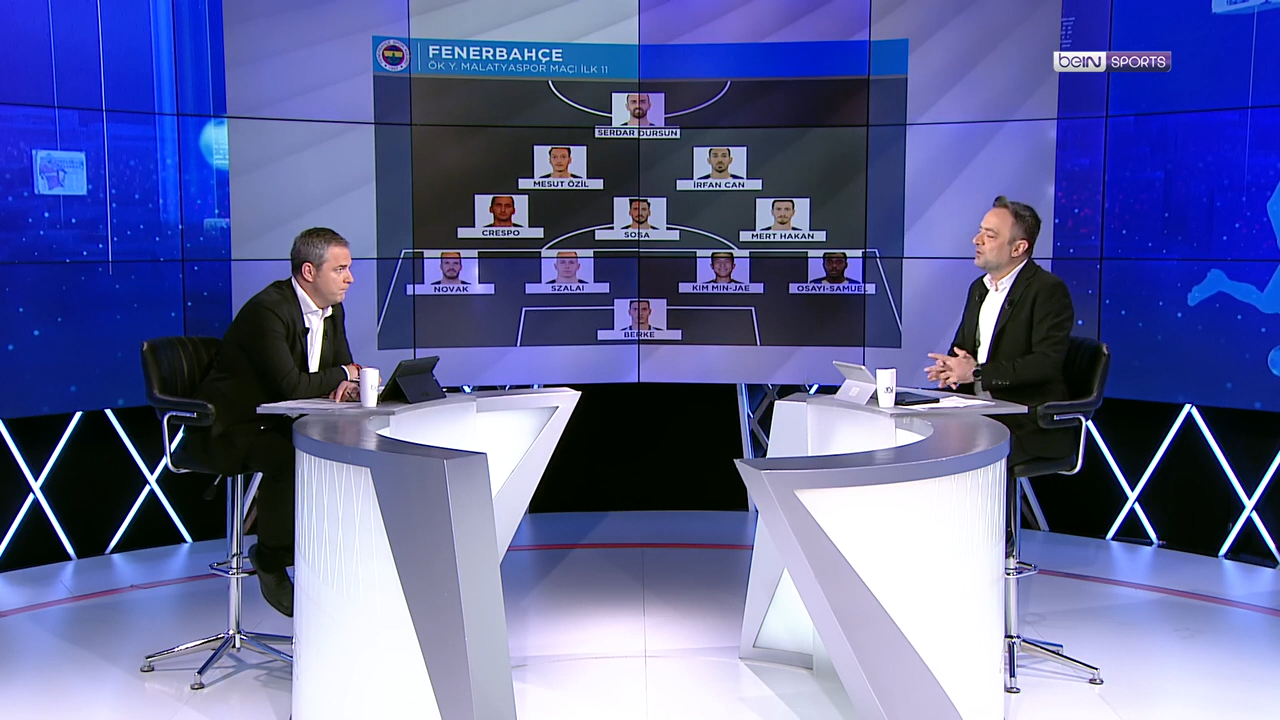 FENERBAHÇE
ÖK Y. MALATYASPOR MAÇI İLK 11
beIN SPORTS
SERDAR DURSUN
MESUT ÖZİL
İRFAN CAN
CRESPO
SOSA
MERT HAKAN
NOVAK
SZALAI
KIM MIN-JAE
OSAYI-SAMUEL
BERKE